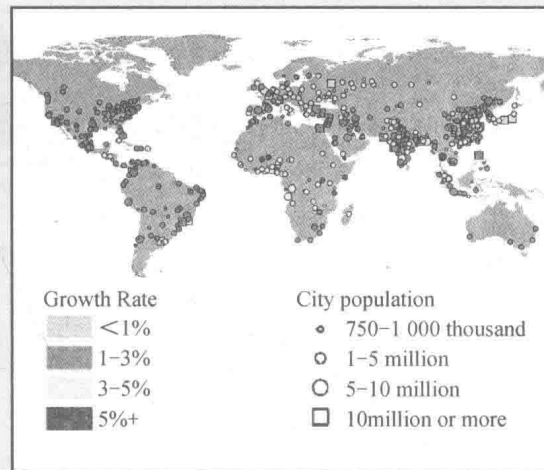 Growth Rate
<1%
1-3%
3-5%
5%+
City population
750-1 000 thousand
1-5 million
5-10 million
10million or more